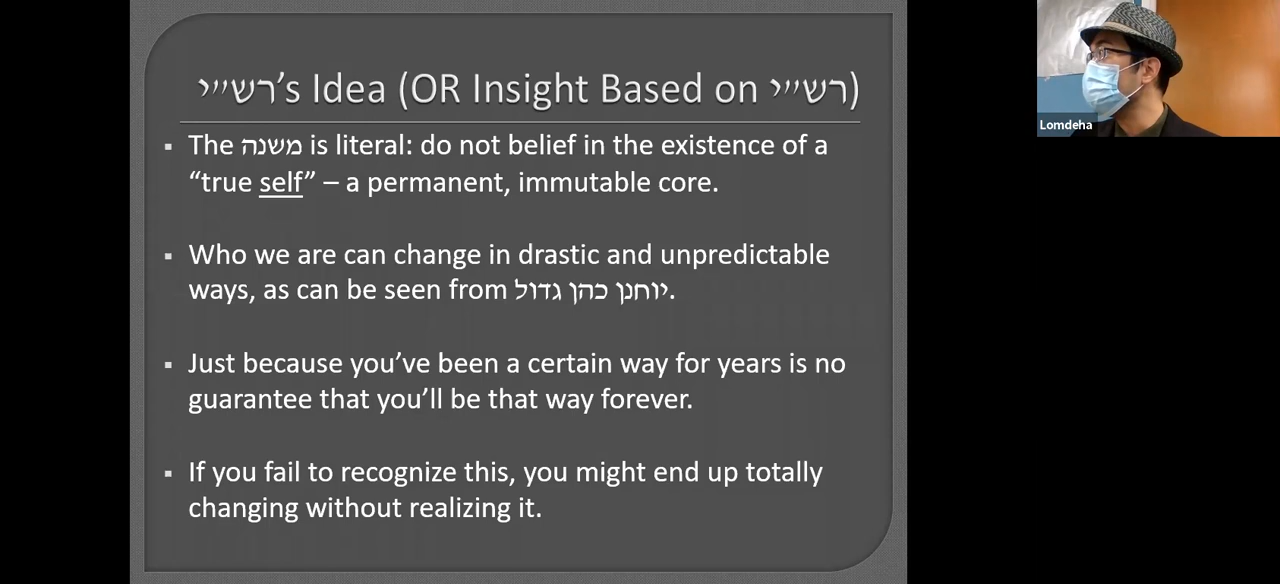 רש״י's Idea (OR Insight Based on רש״י)
▪ The משנה is literal: do not belief in the existence of a
“true self” – a permanent, immutable core.
▪ Who we are can change in drastic and unpredictable
ways, as can be seen from יוחנן כהן גדול.
▪ Just because you’ve been a certain way for years is no
guarantee that you’ll be that way forever.
▪ If you fail to recognize this, you might end up totally
changing without realizing it.
Lomdeha